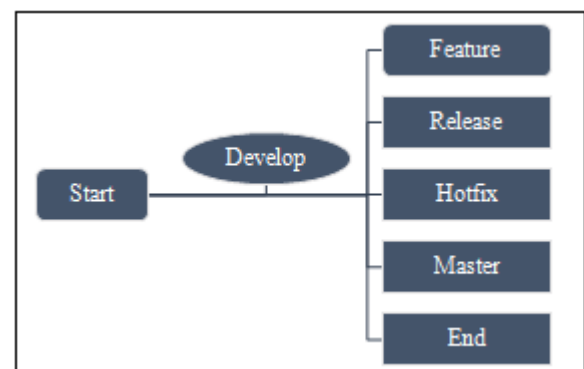 Feature
Release
Develop
Start
Hotfix
Master
End